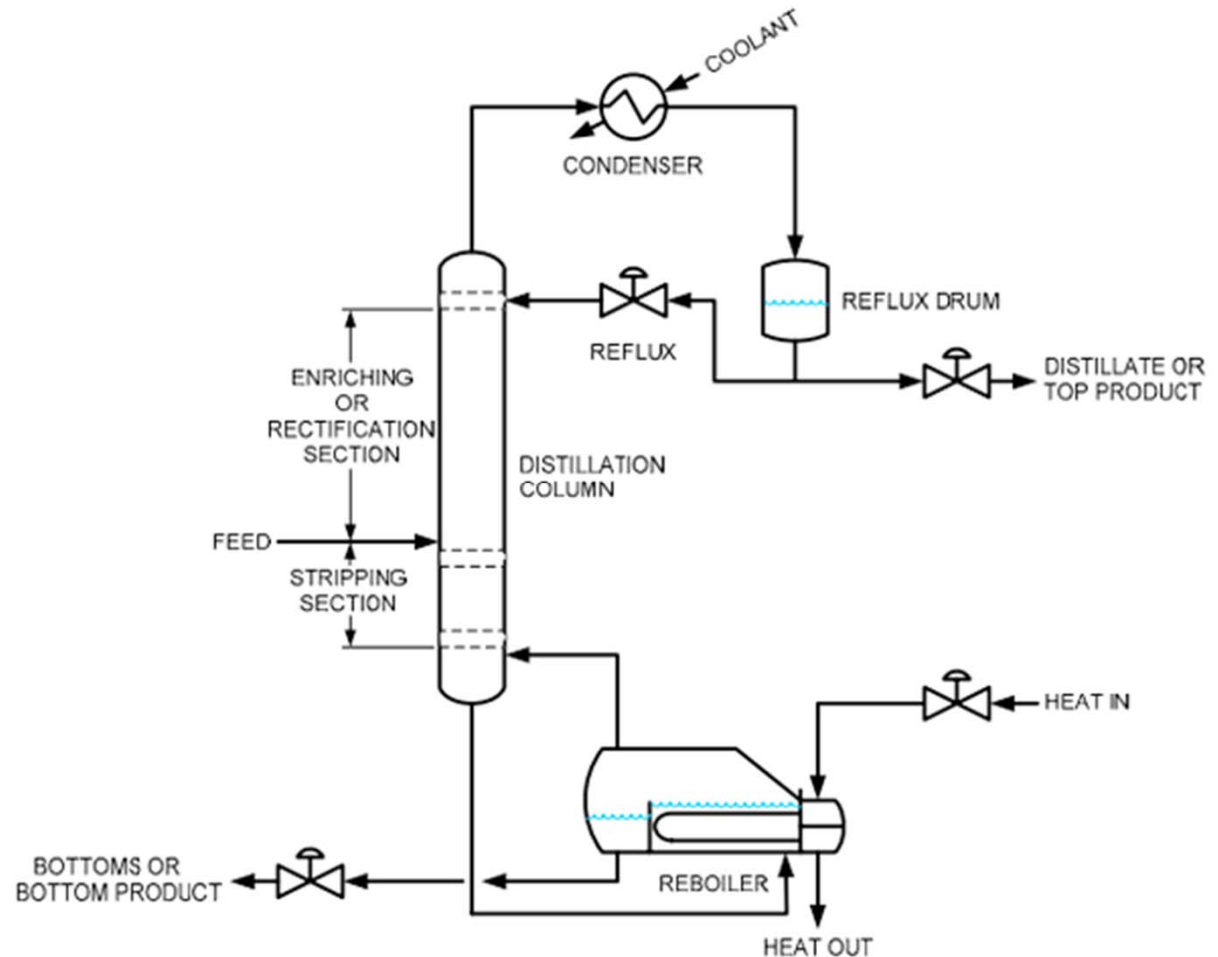 COOLANT
CONDENSER
REFLUX DRUM
REFLUX
DISTILLATE OR
TOP PRODUCT
ENRICHING
OR
RECTIFICATION
SECTION
DISTILLATION
COLUMN
FEED
STRIPPING
SECTION
HEAT IN
BOTTOMS OR
BOTTOM PRODUCT
REBOILER
HEAT OUT